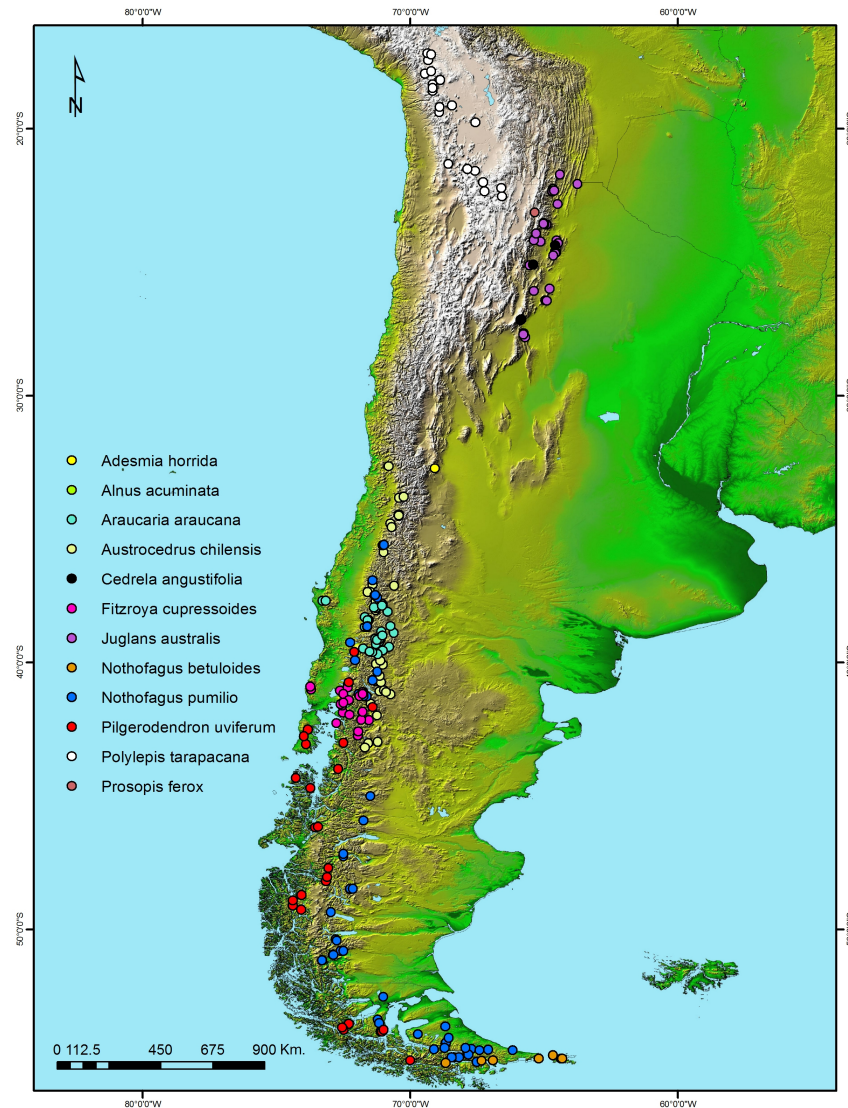 80°0'0"W 70°0'0"W 60°0'0"W
N
20°0'0"S
30°0'0"S
Adesmia horrida
Alnus acuminata
Araucaria araucana
Austrocedrus chilensis
Cedrela angustifolia
Fitzroya cupressoides
Juglans australis
Nothofagus betuloides
Nothofagus pumilio
Pilgerodendron uviferum
Polylepis tarapacana
Prosopis ferox
40°0'0"S
50°0'0"S
0 112.5 450 675 900 Km.
80°0'0"W 70°0'0"W 60°0'0"W